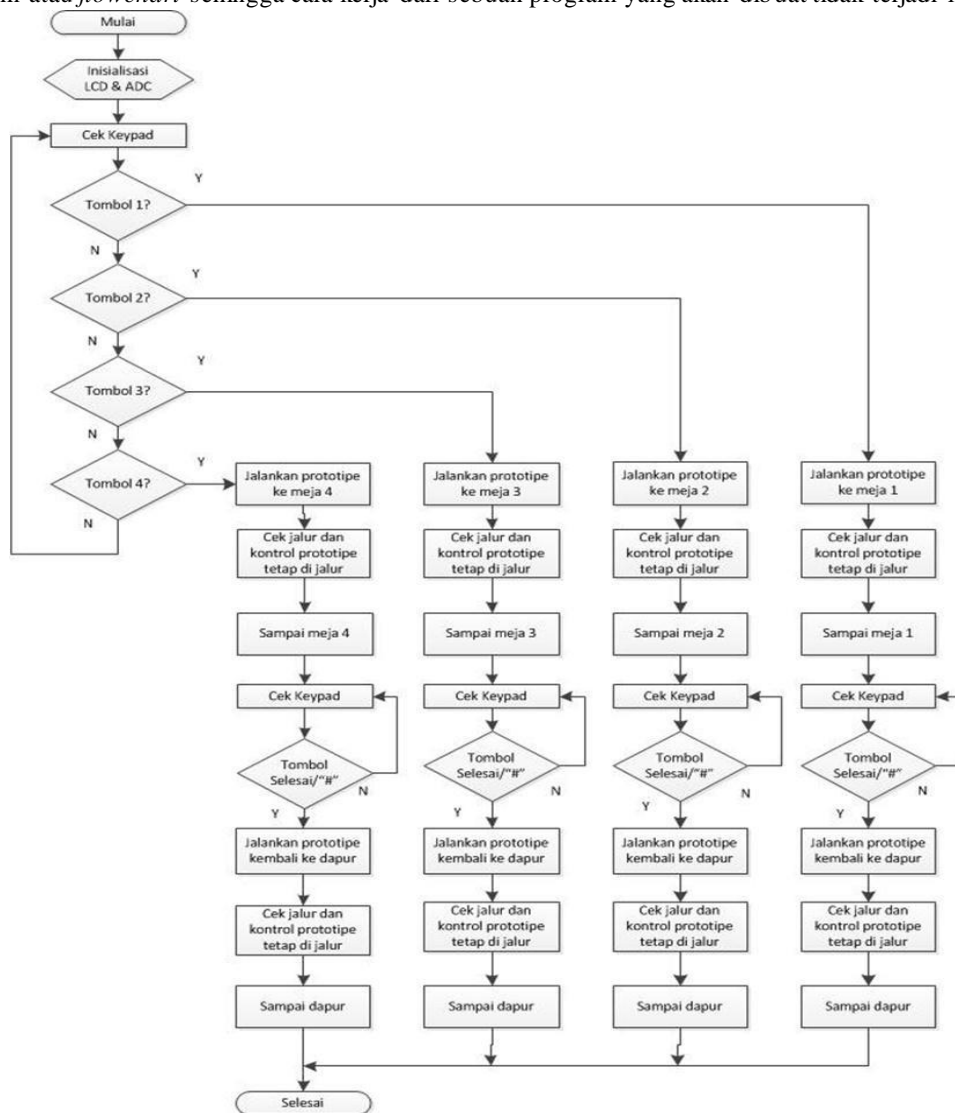 atau flowchart sehingga cara kerja dari sebuah program yang akan dibuat tidak terjadi
Mulai
Inisialisasi
LCD & ADC
Cek Keypad
Y
Tombol 1?
N
Y
Tombol 2?
N
Y
Tombol 3?
N
Y
Tombol 4?
N
Jalankan prototipe
ke meja 4
Jalankan prototipe
ke meja 3
Jalankan prototipe
ke meja 2
Jalankan prototipe
ke meja 1
Cek jalur dan
kontrol prototipe
tetap di jalur
Cek jalur dan
kontrol prototipe
tetap di jalur
Cek jalur dan
kontrol prototipe
tetap di jalur
Cek jalur dan
kontrol prototipe
tetap di jalur
Sampai meja 4
Sampai meja 3
Sampai meja 2
Sampai meja 1
Cek Keypad
Cek Keypad
Cek Keypad
Cek Keypad
Tombol
Selesai/"#"
N
Y
Tombol
Selesai/"#"
N
Y
Tombol
Selesai/"#"
N
Y
Tombol
Selesai/"#"
N
Y
Jalankan prototipe
kembali ke dapur
Jalankan prototipe
kembali ke dapur
Jalankan prototipe
kembali ke dapur
Jalankan prototipe
kembali ke dapur
Cek jalur dan
kontrol prototipe
tetap di jalur
Cek jalur dan
kontrol prototipe
tetap di jalur
Cek jalur dan
kontrol prototipe
tetap di jalur
Cek jalur dan
kontrol prototipe
tetap di jalur
Sampai dapur
Sampai dapur
Sampai dapur
Sampai dapur
Selesai